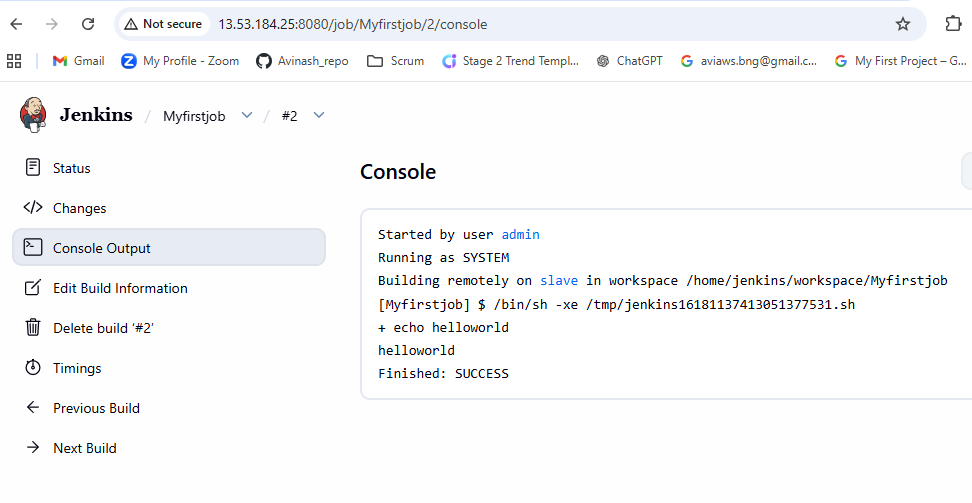 Not secure 13.53.184.25:8080/job/Myfirstjob/2/console
Gmail My Profile - Zoom Avinash_repo Scrum Stage 2 Trend Templ... ChatGPT aviaws.bng@gmail.c... My First Project – G...
Jenkins / Myfirstjob / #2
Status
Changes
Console Output
Edit Build Information
Delete build ‘#2’
Timings
Previous Build
Next Build
Console
Started by user admin
Running as SYSTEM
Building remotely on slave in workspace /home/jenkins/workspace/Myfirstjob
[Myfirstjob] $ /bin/sh -xe /tmp/jenkins16181137413051377531.sh
+ echo helloworld
helloworld
Finished: SUCCESS